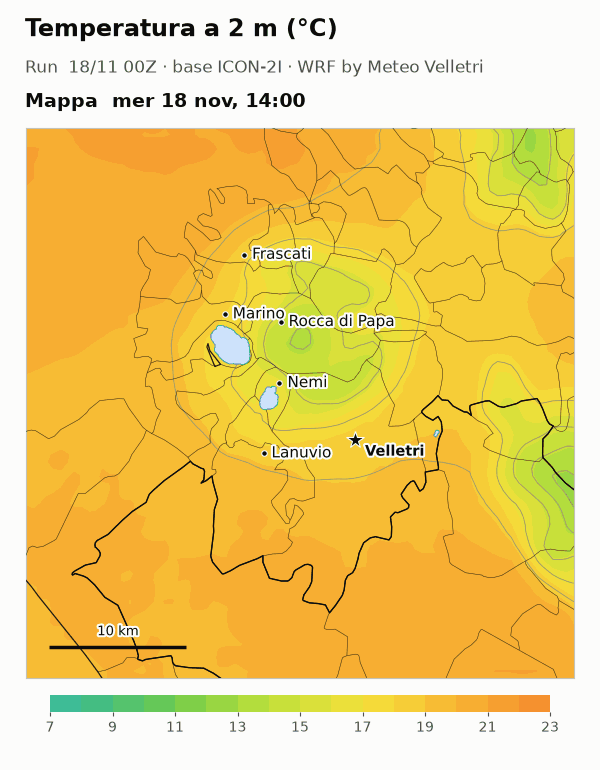 Temperatura a 2 m (°C)
Run  18/11 00Z · base ICON-2I · WRF by Meteo Velletri
Mappa  mer 18 nov, 14:00
Frascati
Marino
Rocca di Papa
Nemi
Velletri
Lanuvio
10 km
7 9 11 13 15 17 19 21 23